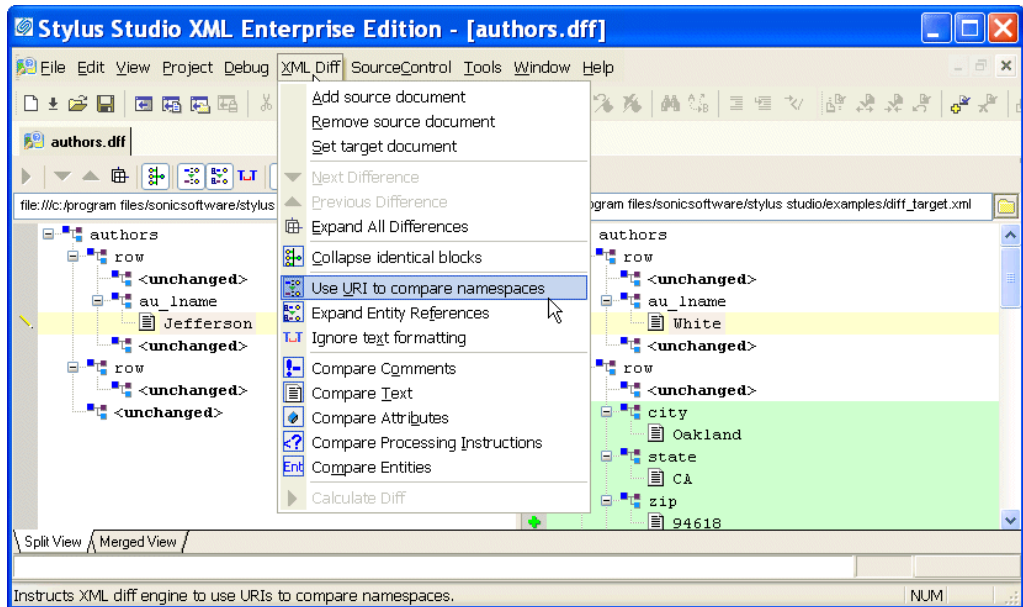 Stylus Studio XML Enterprise Edition - [authors.dff]
File Edit View Project Debug XML Diff SourceControl Tools Window Help
authors.dff
Add source document
Remove source document
Set target document
Next Difference
Previous Difference
Expand All Differences
Collapse identical blocks
Use URI to compare namespaces
Expand Entity References
Ignore text formatting
Compare Comments
Compare Text
Compare Attributes
Compare Processing Instructions
Ent Compare Entities
Calculate Diff
file:///c:/program files/sonicsoftware/stylus
authors
row
<unchanged>
au_lname
Jefferson
<unchanged>
row
<unchanged>
<unchanged>
program files/sonicsoftware/stylus studio/examples/diff_target.xml
authors
row
<unchanged>
au_lname
White
<unchanged>
row
<unchanged>
city
Oakland
state
CA
zip
94618
Split View Merged View
Instructs XML diff engine to use URIs to compare namespaces. NUM